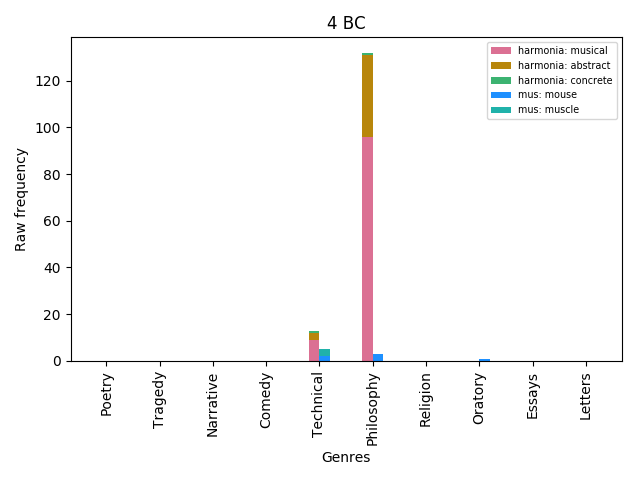 4 BC
harmonia: musical
harmonia: abstract
harmonia: concrete
mus: mouse
mus: muscle
Raw frequency
120
100
80
60
40
20
0
Poetry
Tragedy
Narrative
Comedy
Technical
Philosophy
Religion
Oratory
Essays
Letters
Genres